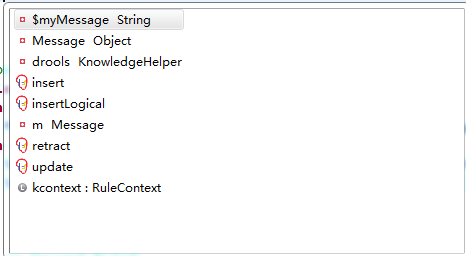 $myMessage String
Message Object
drools KnowledgeHelper
insert
insertLogical
m Message
retract
update
kcontext : RuleContext